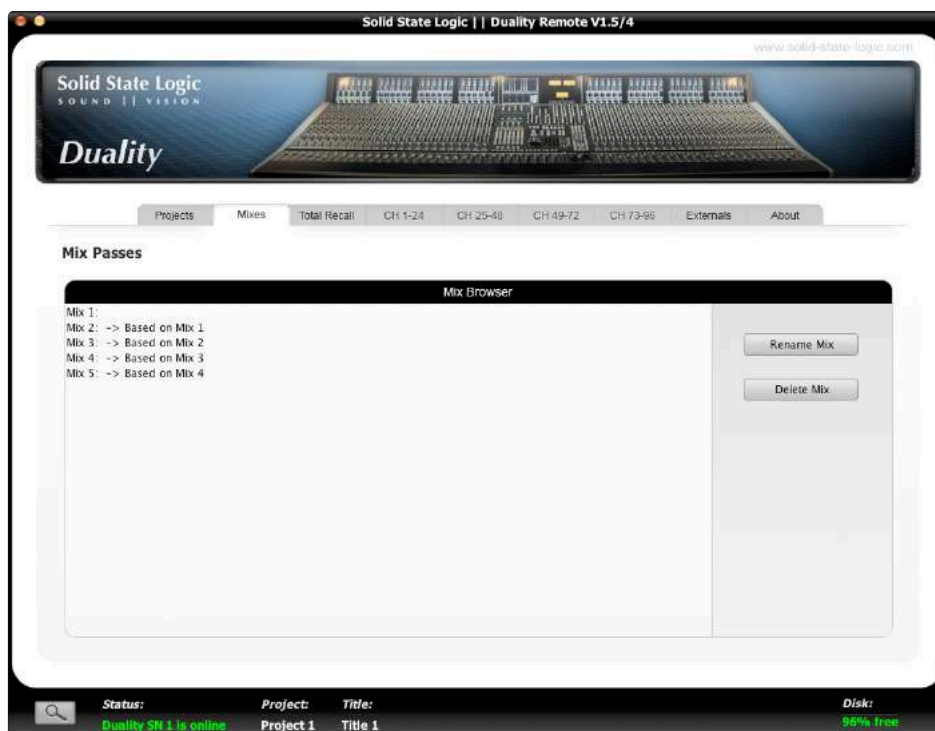 Solid State Logic || Duality Remote V1.5/4
www.solid-state-logic.com
Solid State Logic
SOUND || VISION
Duality
Projects Mixes Total Recall CH 1-24 CH 25-48 CH 49-72 CH 73-96 Externals About
Mix Passes
Mix Browser
Mix 1:
Mix 2: -> Based on Mix 1
Mix 3: -> Based on Mix 2
Mix 4: -> Based on Mix 3
Mix 5: -> Based on Mix 4
Rename Mix
Delete Mix
Status: Project: Title: Disk:
Duality SN 1 is online Project 1 Title 1 96% free